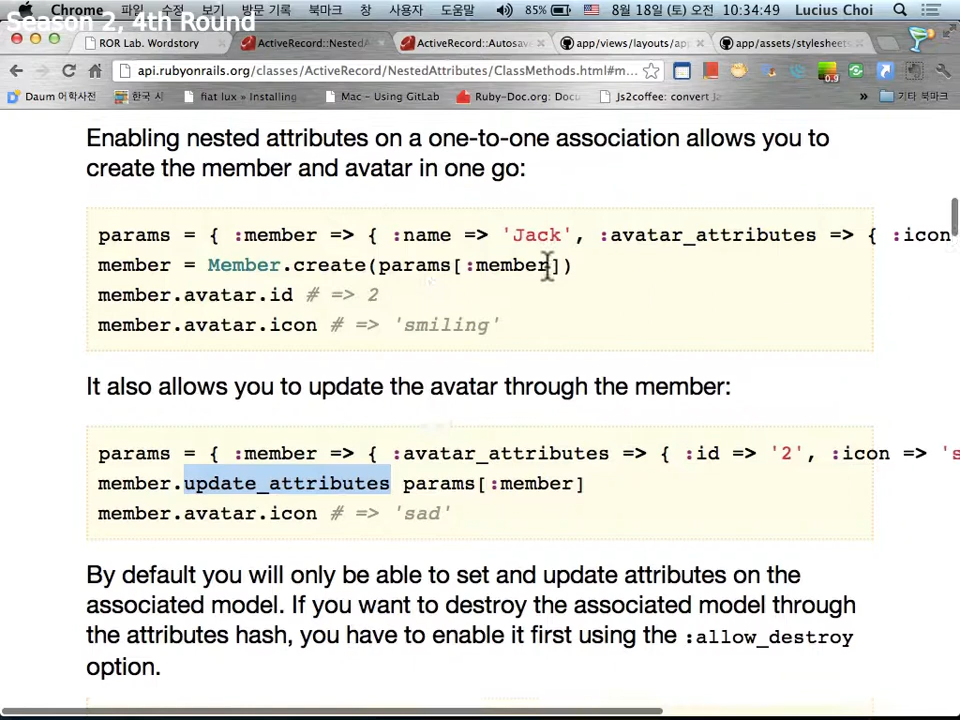 Chrome 파일 수정 보기 방문 기록 북마크 창 사용자 도움말 85% 8월 18일(토) 오전 10:34:49 Lucius Choi
Season 2, 4th Round
ROR Lab. Wordstory ActiveRecord::Nested ActiveRecord::Autosav app/views/layouts/app app/assets/stylesheets
api.rubyonrails.org/classes/ActiveRecord/NestedAttributes/ClassMethods.html#m... 0.9
Daum 어학사전 한국 시 fiat lux » Installing Mac – Using GitLab Ruby-Doc.org: Docu Js2coffee: convert Ja » 기타 북마크
Enabling nested attributes on a one-to-one association allows you to
create the member and avatar in one go:
params = { :member => { :name => 'Jack', :avatar_attributes => { :icon
member = Member.create(params[:member])
member.avatar.id # => 2
member.avatar.icon # => 'smiling'
It also allows you to update the avatar through the member:
params = { :member => { :avatar_attributes => { :id => '2', :icon => 's
member.update_attributes params[:member]
member.avatar.icon # => 'sad'
By default you will only be able to set and update attributes on the
associated model. If you want to destroy the associated model through
the attributes hash, you have to enable it first using the :allow_destroy
option.